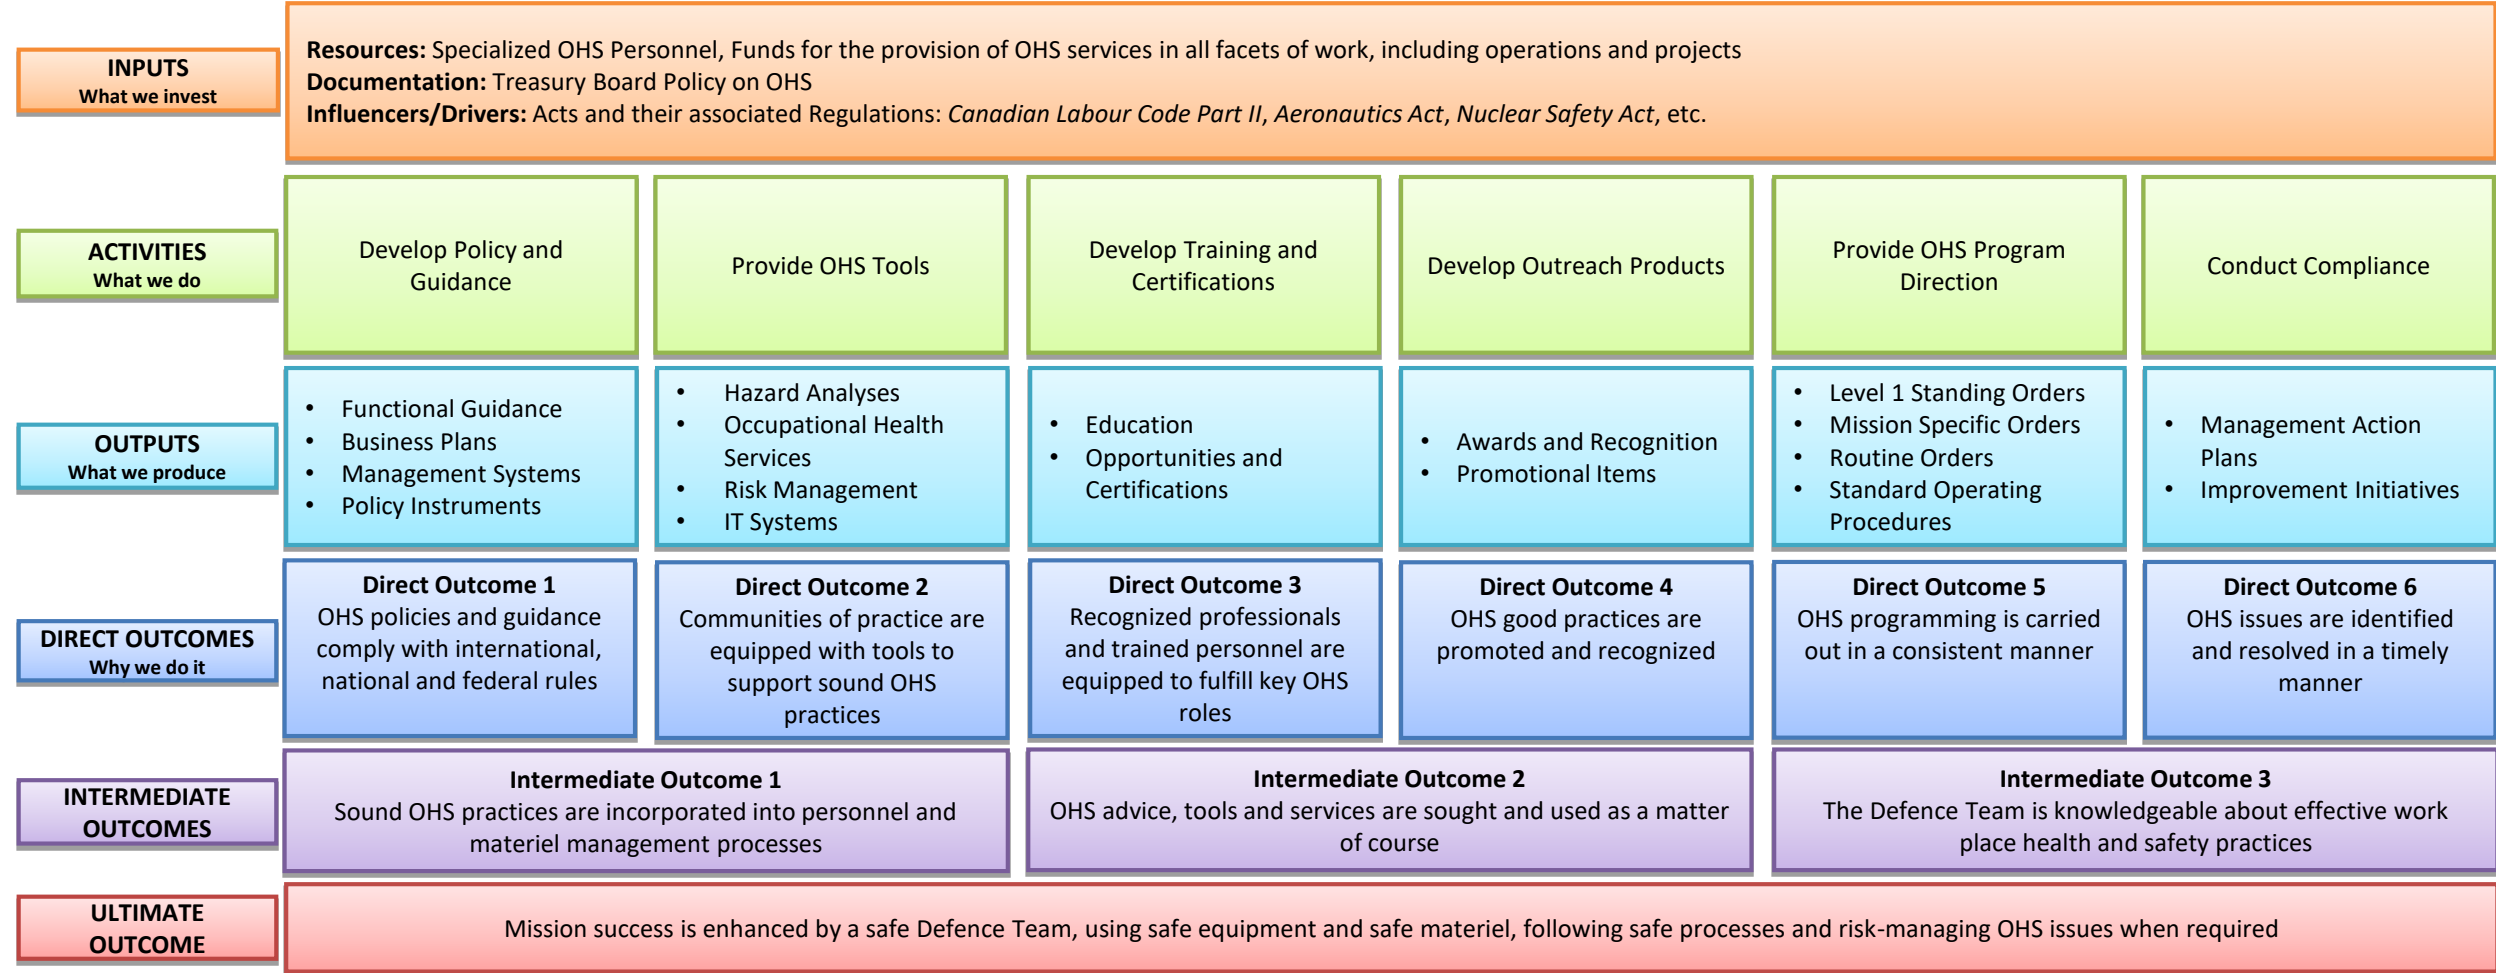 INPUTS
What we invest
Resources: Specialized OHS Personnel, Funds for the provision of OHS services in all facets of work, including operations and projects
Documentation: Treasury Board Policy on OHS
Influencers/Drivers: Acts and their associated Regulations: Canadian Labour Code Part II, Aeronautics Act, Nuclear Safety Act, etc.
ACTIVITIES
What we do
Develop Policy and
Guidance
Provide OHS Tools
Develop Training and
Certifications
Develop Outreach Products
Provide OHS Program
Direction
Conduct Compliance
OUTPUTS
What we produce
• Functional Guidance
• Business Plans
• Management Systems
• Policy Instruments
• Hazard Analyses
• Occupational Health
Services
• Risk Management
• IT Systems
• Education
• Opportunities and
Certifications
• Awards and Recognition
• Promotional Items
• Level 1 Standing Orders
• Mission Specific Orders
• Routine Orders
• Standard Operating
Procedures
• Management Action
Plans
• Improvement Initiatives
DIRECT OUTCOMES
Why we do it
Direct Outcome 1
OHS policies and guidance
comply with international,
national and federal rules
Direct Outcome 2
Communities of practice are
equipped with tools to
support sound OHS
practices
Direct Outcome 3
Recognized professionals
and trained personnel are
equipped to fulfill key OHS
roles
Direct Outcome 4
OHS good practices are
promoted and recognized
Direct Outcome 5
OHS programming is carried
out in a consistent manner
Direct Outcome 6
OHS issues are identified
and resolved in a timely
manner
INTERMEDIATE
OUTCOMES
Intermediate Outcome 1
Sound OHS practices are incorporated into personnel and
materiel management processes
Intermediate Outcome 2
OHS advice, tools and services are sought and used as a matter
of course
Intermediate Outcome 3
The Defence Team is knowledgeable about effective work
place health and safety practices
ULTIMATE
OUTCOME
Mission success is enhanced by a safe Defence Team, using safe equipment and safe materiel, following safe processes and risk-managing OHS issues when required